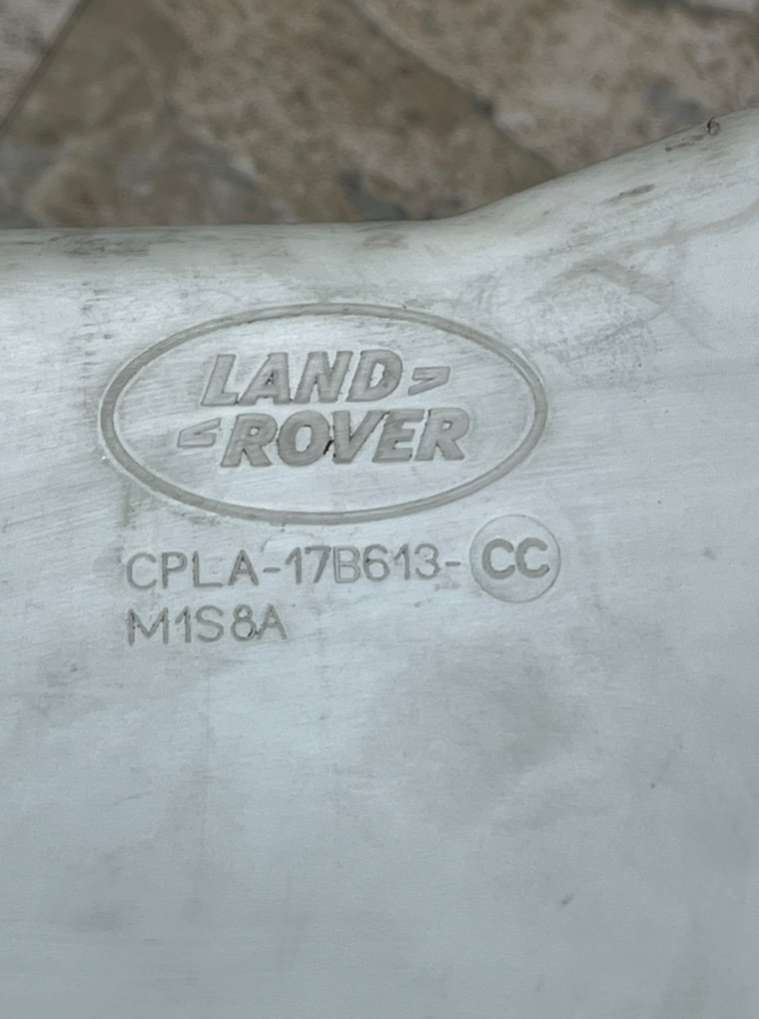 LAND
ROVER
CPLA-17B613-CC
M1S8A